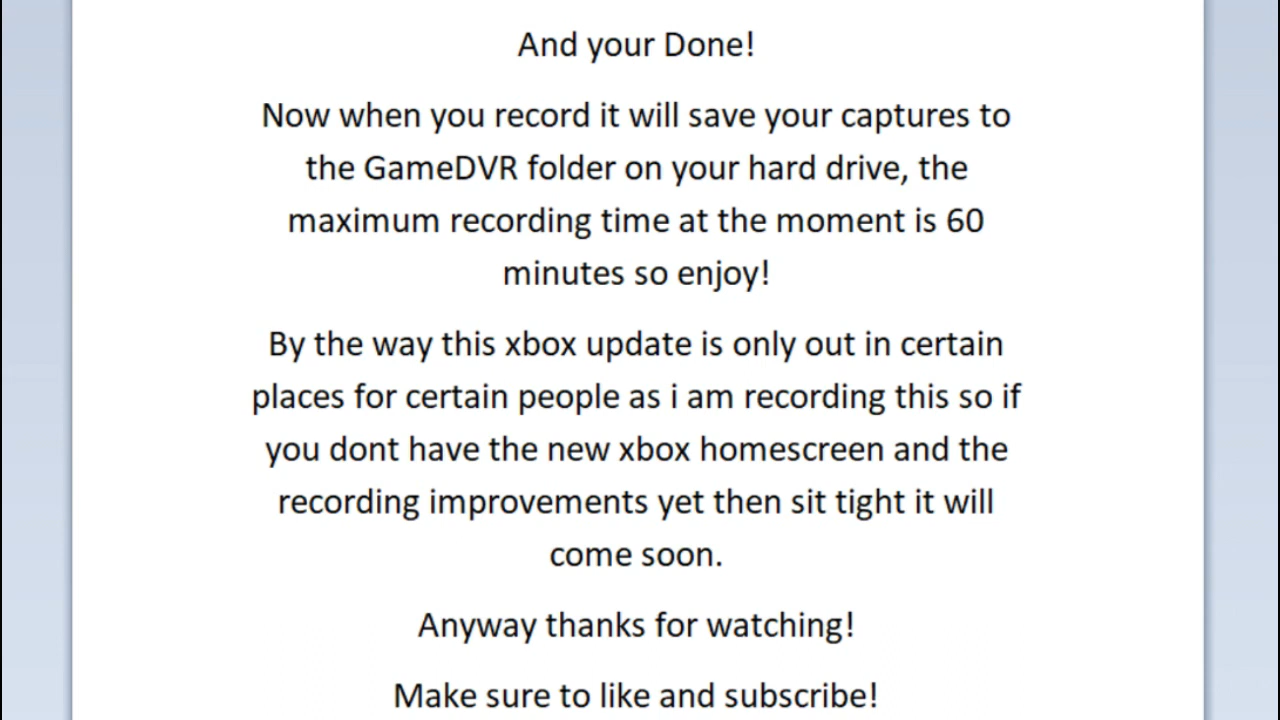 And your Done!
Now when you record it will save your captures to
the GameDVR folder on your hard drive, the
maximum recording time at the moment is 60
minutes so enjoy!
By the way this xbox update is only out in certain
places for certain people as i am recording this so if
you dont have the new xbox homescreen and the
recording improvements yet then sit tight it will
come soon.
Anyway thanks for watching!
Make sure to like and subscribe!